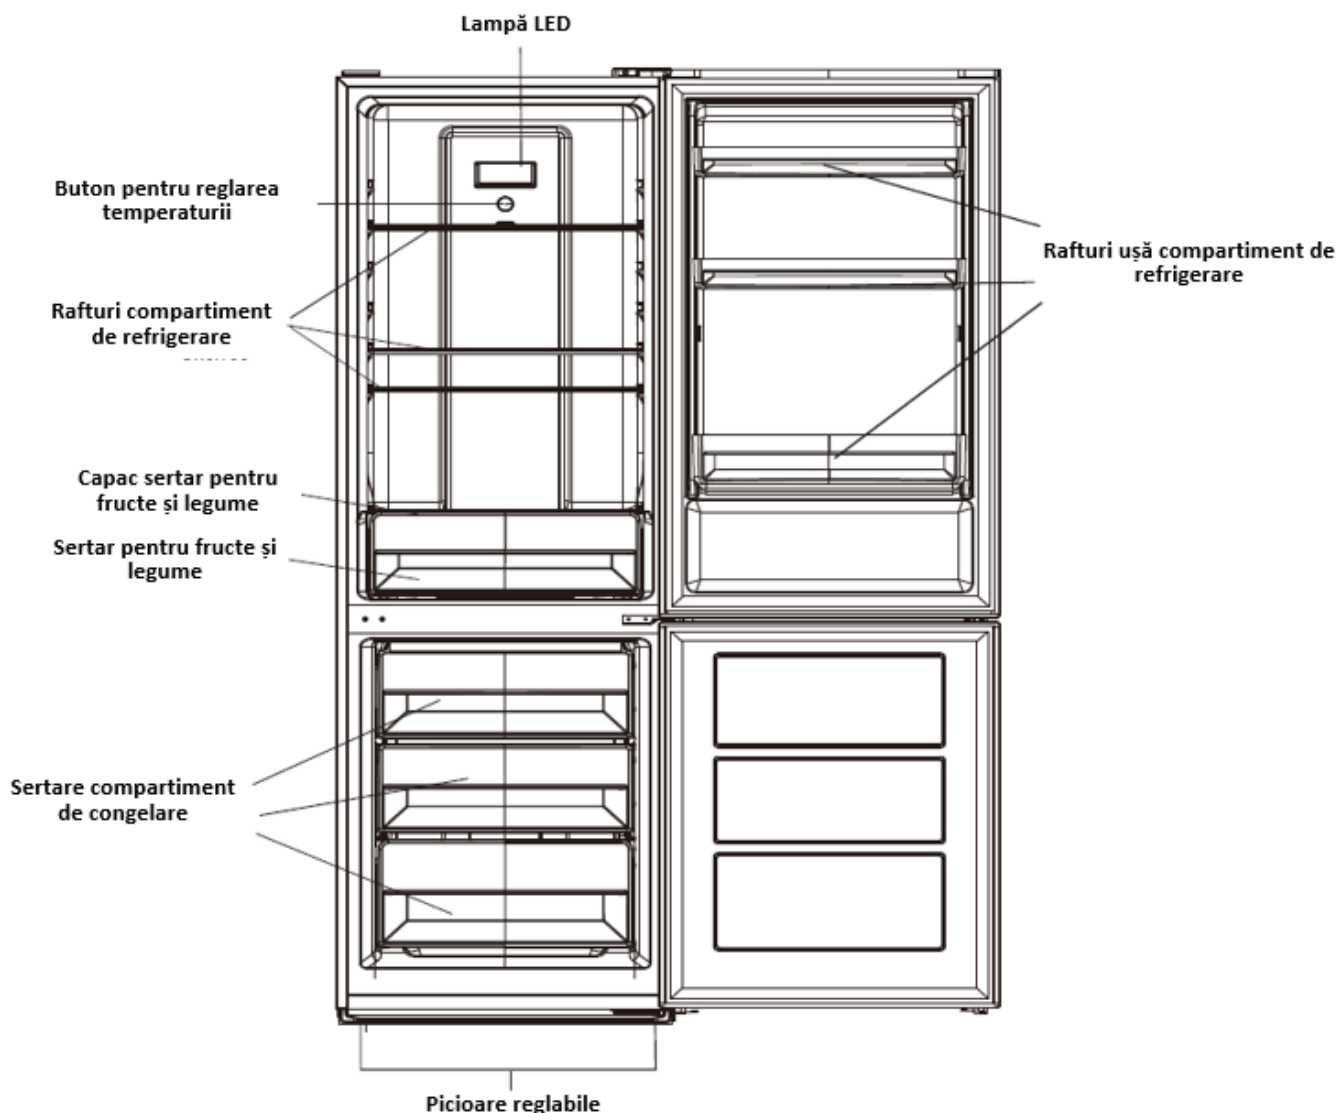 Lampă LED
Buton pentru reglarea
temperaturii
Rafturi ușă compartiment de
refrigerare
Rafturi compartiment
de refrigerare
Capac sertar pentru
fructe și legume
Sertar pentru fructe și
legume
Sertare compartiment
de congelare
Picioare reglabile